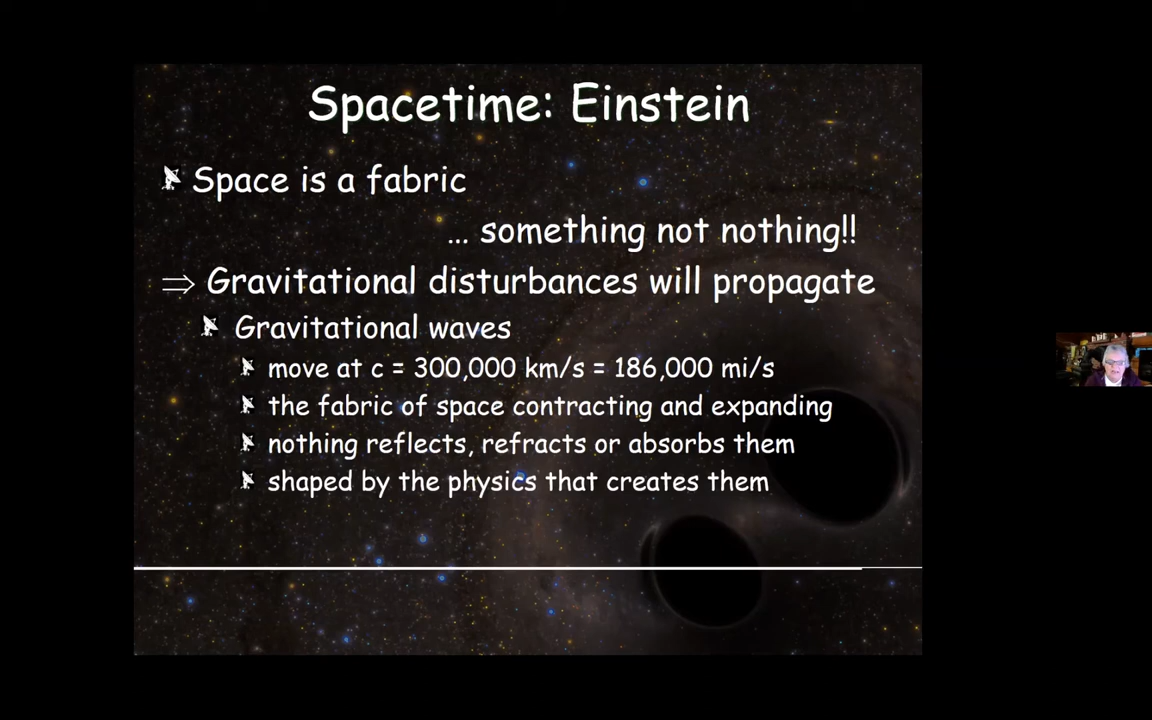 Spacetime: Einstein
Space is a fabric
... something not nothing!!
⇒ Gravitational disturbances will propagate
Gravitational waves
move at c = 300,000 km/s = 186,000 mi/s
the fabric of space contracting and expanding
nothing reflects, refracts or absorbs them
shaped by the physics that creates them